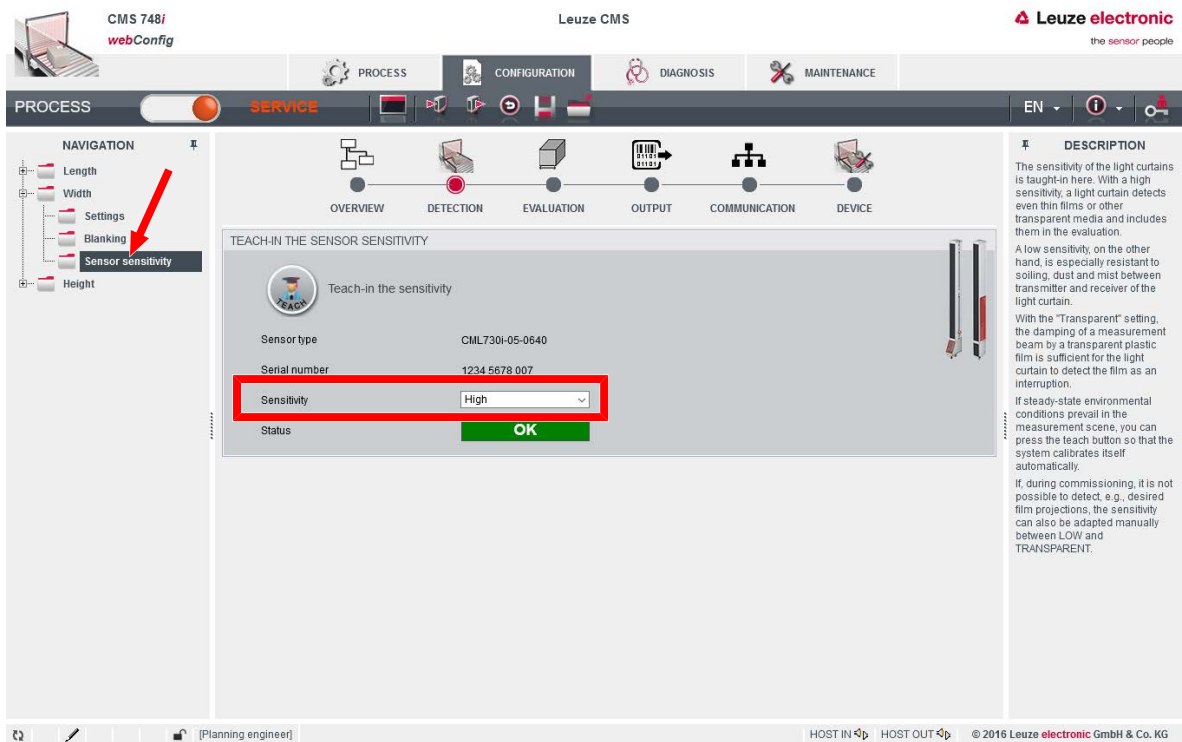 CMS 748i
webConfig
Leuze CMS
Leuze electronic
the sensor people
PROCESS
CONFIGURATION
DIAGNOSIS
MAINTENANCE
PROCESS
SERVICE
EN
NAVIGATION
Length
Width
Settings
Blanking
Sensor sensitivity
Height
OVERVIEW
DETECTION
EVALUATION
OUTPUT
COMMUNICATION
DEVICE
TEACH-IN THE SENSOR SENSITIVITY
TEACH
Teach-in the sensitivity
Sensor type CML730i-05-0640
Serial number 1234 5678 007
Sensitivity High
Status OK
DESCRIPTION
The sensitivity of the light curtains
is taught-in here. With a high
sensitivity, a light curtain detects
even thin films or other
transparent media and includes
them in the evaluation.
A low sensitivity, on the other
hand, is especially resistant to
soiling, dust and mist between
transmitter and receiver of the
light curtain.
With the "Transparent" setting,
the damping of a measurement
beam by a transparent plastic
film is sufficient for the light
curtain to detect the film as an
interruption.
If steady-state environmental
conditions prevail in the
measurement scene, you can
press the teach button so that the
system calibrates itself
automatically.
If, during commissioning, it is not
possible to detect, e.g., desired
film projections, the sensitivity
can also be adapted manually
between LOW and
TRANSPARENT.
[Planning engineer]
HOST IN
HOST OUT
© 2016 Leuze electronic GmbH & Co. KG